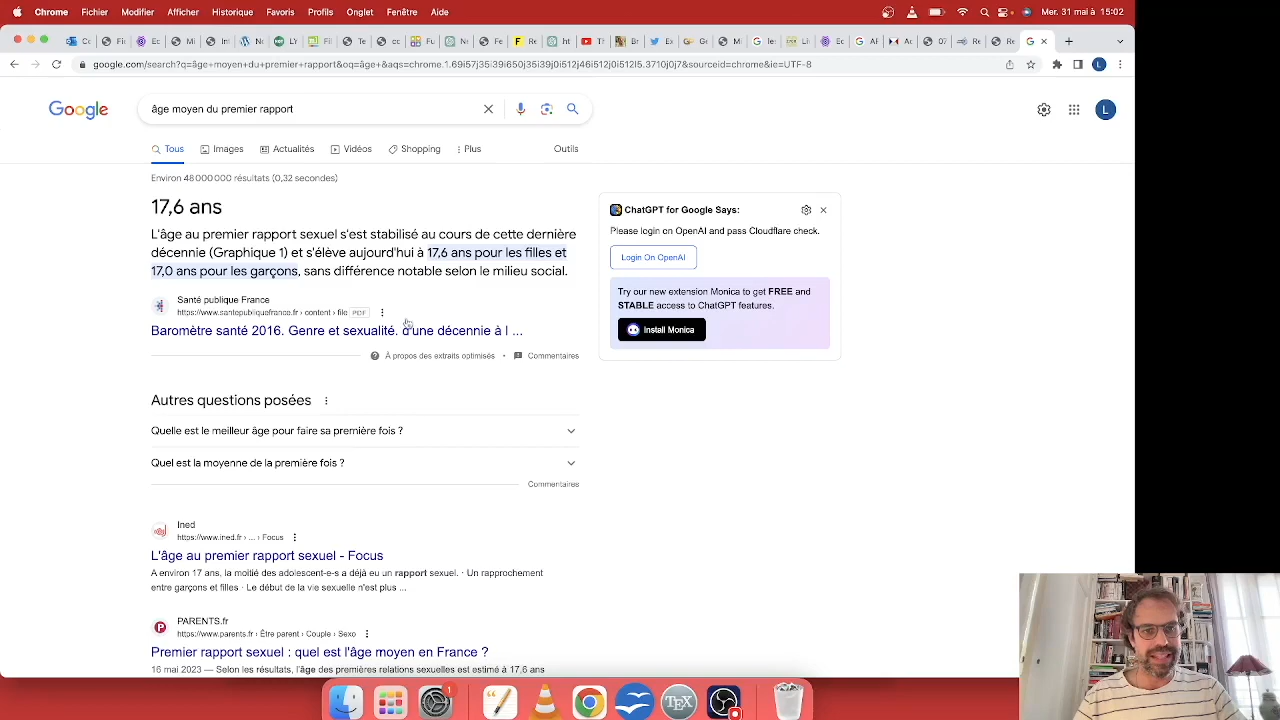 Chrome Fichier Modifier Afficher Historique Favoris Profils Onglet Fenêtre Aide Mer. 31 mai à 15:02
google.com/search?q=âge+moyen+du+premier+rapport&oq=âge+&aqs=chrome.1.69i57j35i39i650j35i39j0i512j46i512j0i512l5.3710j0j7&sourceid=chrome&ie=UTF-8
Google
âge moyen du premier rapport
L
Tous Images Actualités Vidéos Shopping Plus Outils
Environ 48 000 000 résultats (0,32 secondes)
17,6 ans
L'âge au premier rapport sexuel s'est stabilisé au cours de cette dernière
décennie (Graphique 1) et s'élève aujourd'hui à 17,6 ans pour les filles et
17,0 ans pour les garçons, sans différence notable selon le milieu social.
Santé publique France
https://www.santepubliquefrance.fr › content › file PDF
Baromètre santé 2016. Genre et sexualité. d'une décennie à l ...
À propos des extraits optimisés • Commentaires
ChatGPT for Google Says:
Please login on OpenAI and pass Cloudflare check.
Login On OpenAI
Try our new extension Monica to get FREE and
STABLE access to ChatGPT features.
Install Monica
Autres questions posées
Quelle est le meilleur âge pour faire sa première fois ?
Quel est la moyenne de la première fois ?
Commentaires
Ined
https://www.ined.fr › ... › Focus
L'âge au premier rapport sexuel - Focus
A environ 17 ans, la moitié des adolescent-e-s a déjà eu un rapport sexuel. · Un rapprochement
entre garçons et filles · Le début de la vie sexuelle n'est plus ...
PARENTS.fr
https://www.parents.fr › Être parent › Couple › Sexo
Premier rapport sexuel : quel est l'âge moyen en France ?
16 mai 2023 — Selon les résultats, l'âge des premières relations sexuelles est estimé à 17,6 ans
1
TEX